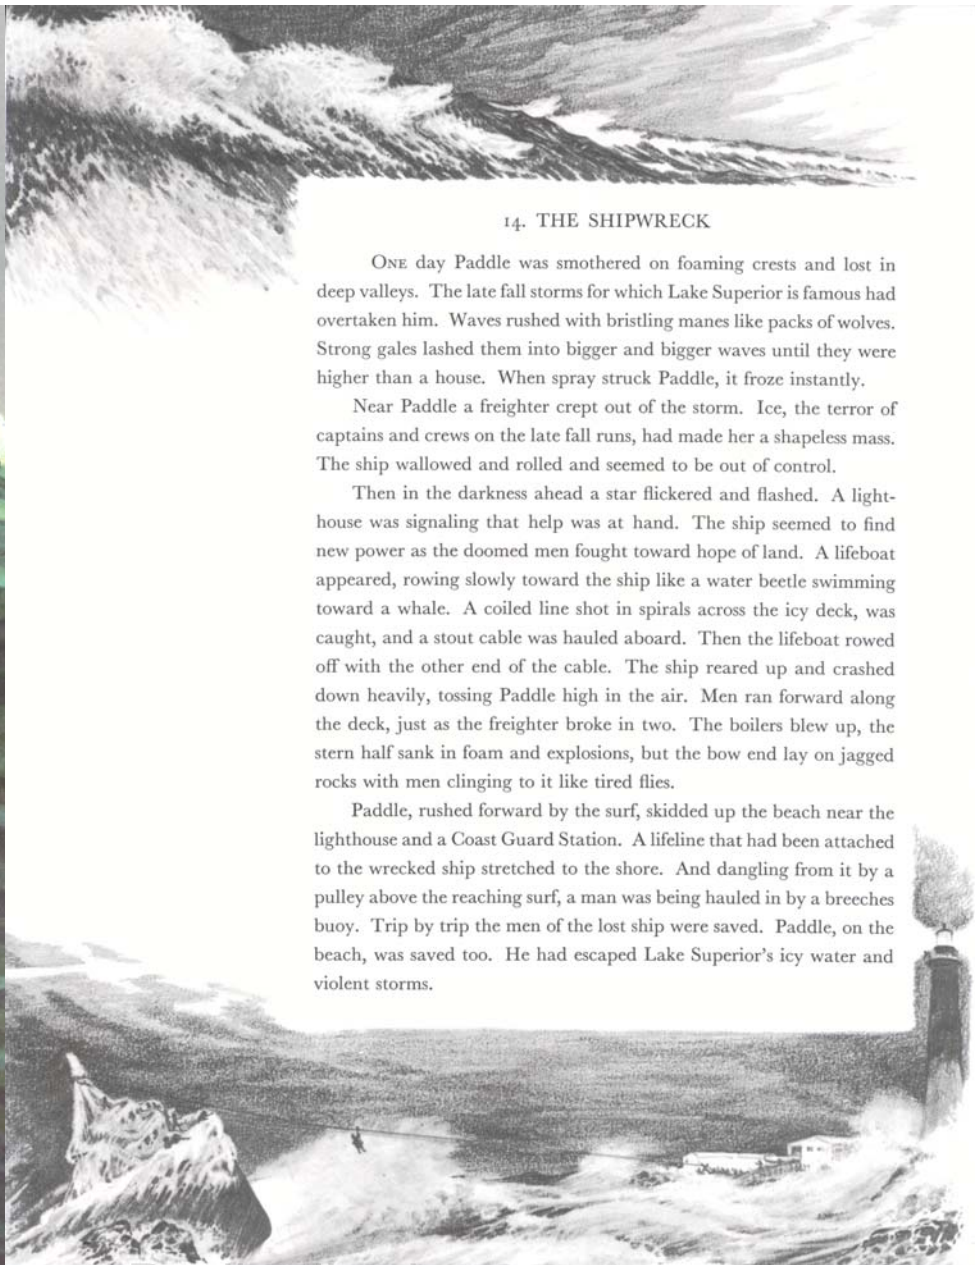 14. THE SHIPWRECK
ONE day Paddle was smothered on foaming crests and lost in
deep valleys. The late fall storms for which Lake Superior is famous had
overtaken him. Waves rushed with bristling manes like packs of wolves.
Strong gales lashed them into bigger and bigger waves until they were
higher than a house. When spray struck Paddle, it froze instantly.
Near Paddle a freighter crept out of the storm. Ice, the terror of
captains and crews on the late fall runs, had made her a shapeless mass.
The ship wallowed and rolled and seemed to be out of control.
Then in the darkness ahead a star flickered and flashed. A light-
house was signaling that help was at hand. The ship seemed to find
new power as the doomed men fought toward hope of land. A lifeboat
appeared, rowing slowly toward the ship like a water beetle swimming
toward a whale. A coiled line shot in spirals across the icy deck, was
caught, and a stout cable was hauled aboard. Then the lifeboat rowed
off with the other end of the cable. The ship reared up and crashed
down heavily, tossing Paddle high in the air. Men ran forward along
the deck, just as the freighter broke in two. The boilers blew up, the
stern half sank in foam and explosions, but the bow end lay on jagged
rocks with men clinging to it like tired flies.
Paddle, rushed forward by the surf, skidded up the beach near the
lighthouse and a Coast Guard Station. A lifeline that had been attached
to the wrecked ship stretched to the shore. And dangling from it by a
pulley above the reaching surf, a man was being hauled in by a breeches
buoy. Trip by trip the men of the lost ship were saved. Paddle, on the
beach, was saved too. He had escaped Lake Superior's icy water and
violent storms.